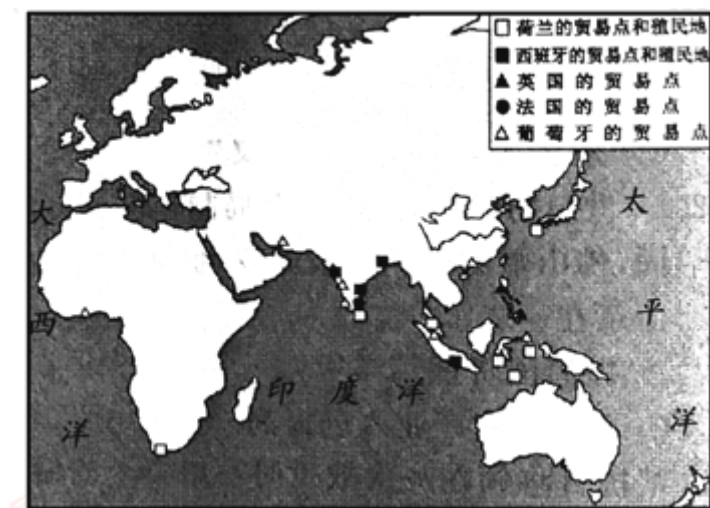 荷兰的贸易点和殖民地
西班牙的贸易点和殖民地
英国的贸易点
法国的贸易点
葡萄牙的贸易点
大
西
洋
印度洋
太
平
洋